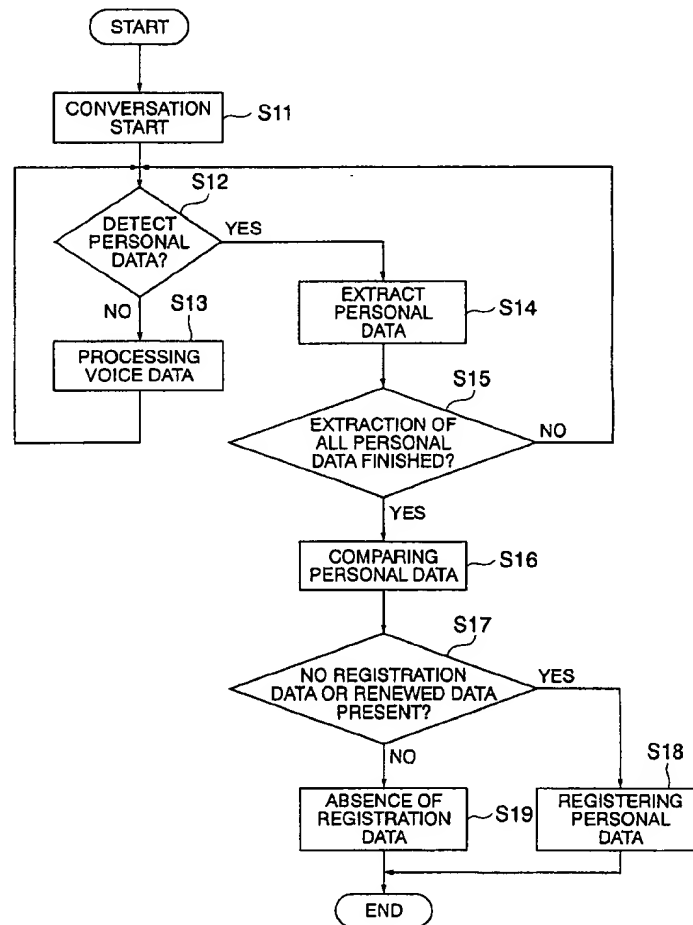 START
CONVERSATION
START
S11
S12
DETECT
PERSONAL
DATA?
YES
NO
S13
PROCESSING
VOICE DATA
EXTRACT
PERSONAL
DATA
S14
S15
EXTRACTION OF
ALL PERSONAL
DATA FINISHED?
NO
YES
COMPARING
PERSONAL DATA
S16
S17
NO REGISTRATION
DATA OR RENEWED DATA
PRESENT?
YES
NO
ABSENCE OF
REGISTRATION
DATA
S19
S18
REGISTERING
PERSONAL
DATA
END